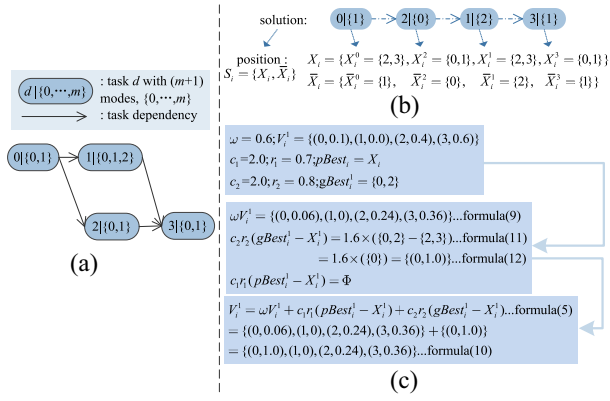 d|{0,⋯,m}
: task d with (m+1)
modes, {0,⋯,m}
: task dependency
0|{0,1}
1|{0,1,2}
2|{0,1}
3|{0,1}
(a)
solution:
0|{1}
2|{0}
1|{2}
3|{1}
position :
S_i = {X_i, X̅_i}
X_i = {X_i^0 = {2,3}, X_i^2 = {0,1}, X_i^1 = {2,3}, X_i^3 = {0,1}}
X̅_i = {X̅_i^0 = {1}, X̅_i^2 = {0}, X̅_i^1 = {2}, X̅_i^3 = {1}}
(b)
ω = 0.6; V_i^1 = {(0,0.1),(1,0.0),(2,0.4),(3,0.6)}
c_1=2.0; r_1 = 0.7; pBest_i = X_i
c_2=2.0; r_2 = 0.8; gBest_i^1 = {0,2}
ωV_i^1 = {(0,0.06),(1,0),(2,0.24),(3,0.36)}...formula(9)
c_2r_2(gBest_i^1 − X_i^1) = 1.6×({0,2}−{2,3})...formula(11)
= 1.6×({0}) = {(0,1.0)}...formula(12)
c_1r_1(pBest_i^1 − X_i^1) = Φ
V_i^1 = ωV_i^1 + c_1r_1(pBest_i^1 − X_i^1) + c_2r_2(gBest_i^1 − X_i^1)...formula(5)
= {(0,0.06),(1,0),(2,0.24),(3,0.36)} + {(0,1.0)}
= {(0,1.0),(1,0),(2,0.24),(3,0.36)}...formula(10)
(c)